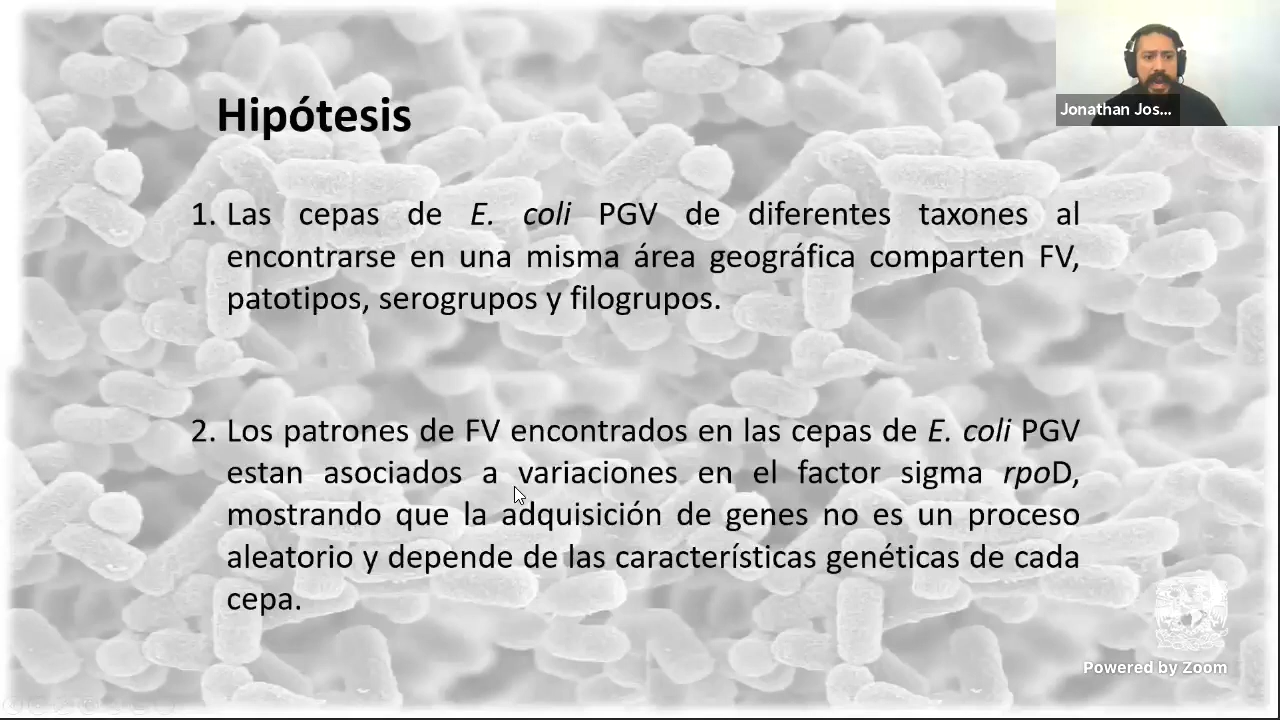 Jonathan Jos...
Hipótesis
1. Las cepas de E. coli PGV de diferentes taxones al
encontrarse en una misma área geográfica comparten FV,
patotipos, serogrupos y filogrupos.
2. Los patrones de FV encontrados en las cepas de E. coli PGV
estan asociados a variaciones en el factor sigma rpoD,
mostrando que la adquisición de genes no es un proceso
aleatorio y depende de las características genéticas de cada
cepa.
Powered by Zoom